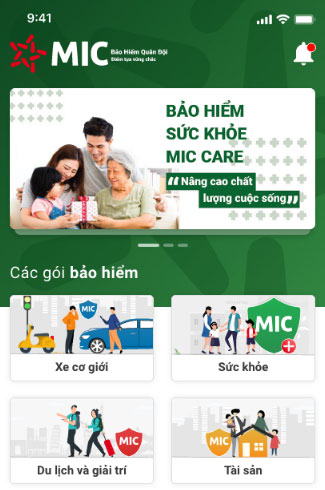 9:41
MIC
Bảo Hiểm Quân Đội
Điểm tựa vững chắc
BẢO HIỂM
SỨC KHỎE
MIC CARE
"Nâng cao chất
lượng cuộc sống"
Các gói bảo hiểm
MIC
MIC
Xe cơ giới
Sức khỏe
MIC
MIC
Du lịch và giải trí
Tài sản